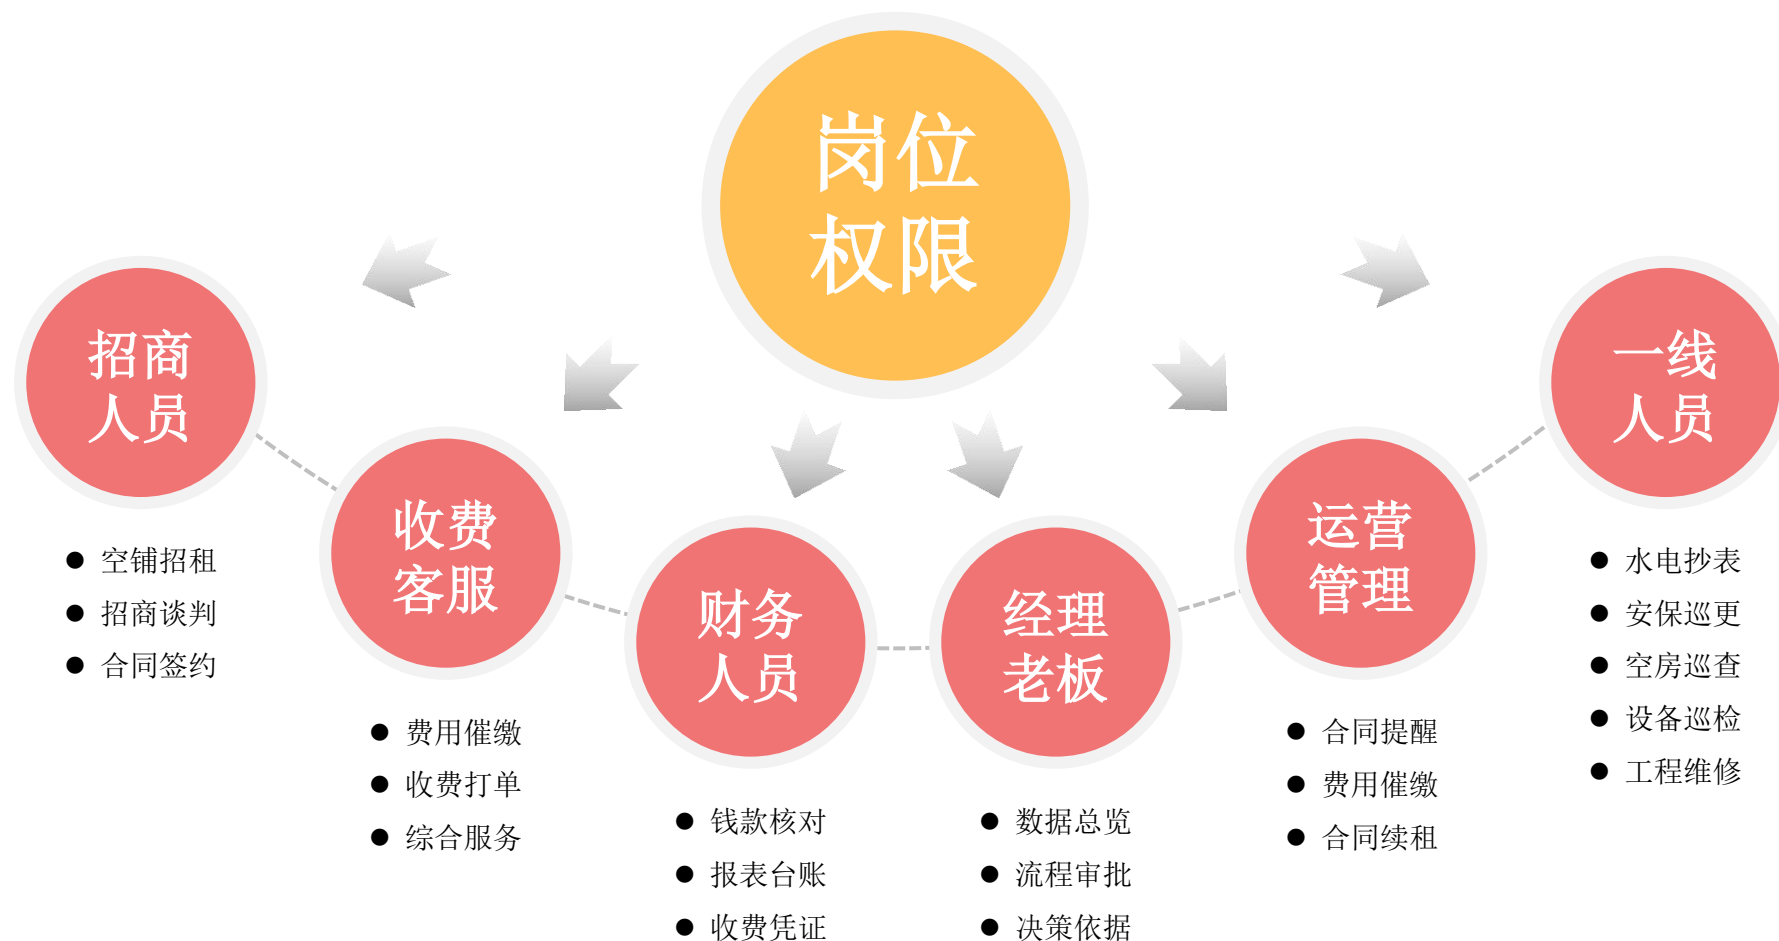 岗位
权限
招商
人员
空铺招租
招商谈判
合同签约
收费
客服
费用催缴
收费打单
综合服务
财务
人员
钱款核对
报表台账
收费凭证
经理
老板
数据总览
流程审批
决策依据
运营
管理
合同提醒
费用催缴
合同续租
一线
人员
水电抄表
安保巡更
空房巡查
设备巡检
工程维修